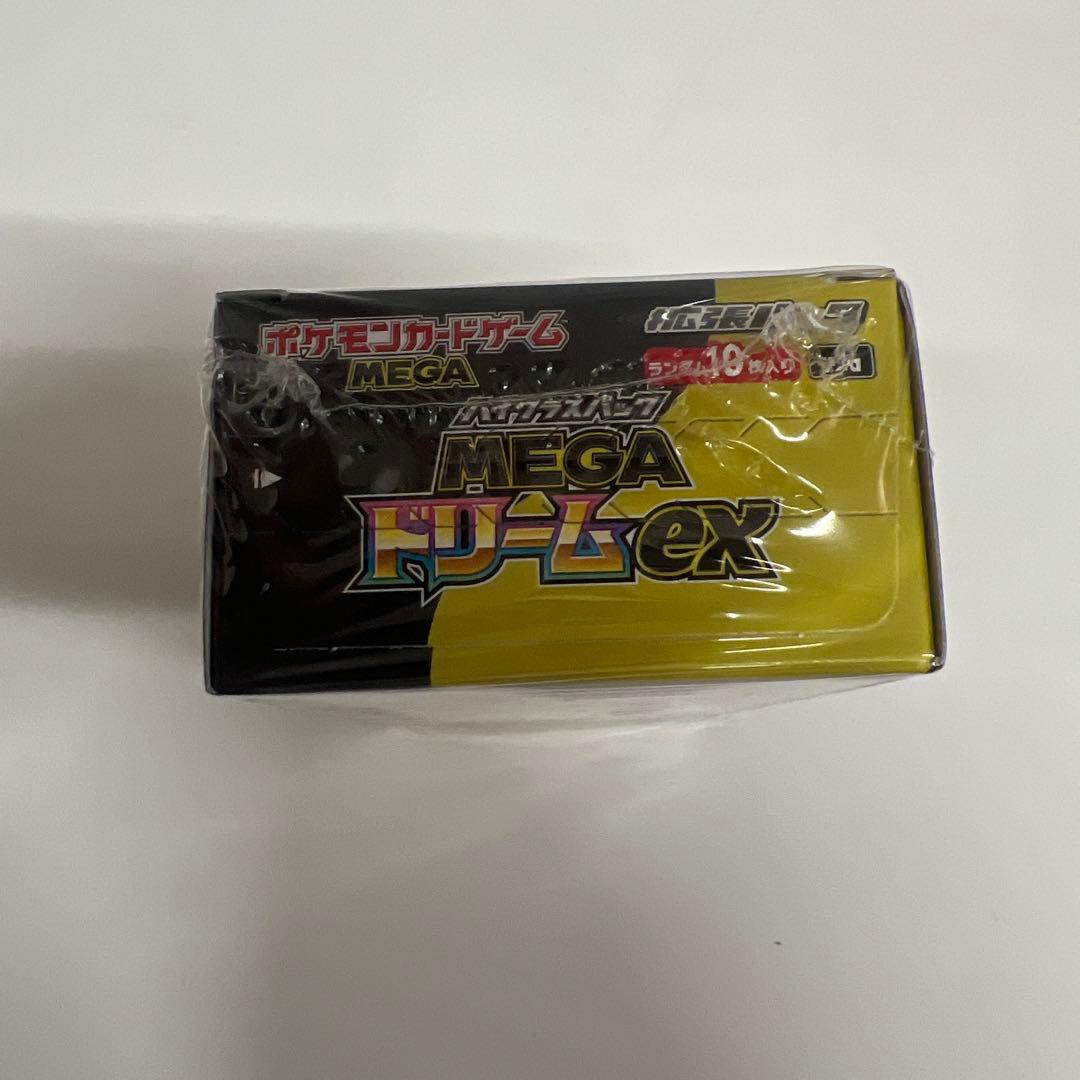 ポケモンカードゲーム
MEGA
拡張パック
ランダム10枚入り
ハイクラスパック
MEGA
ドリームex